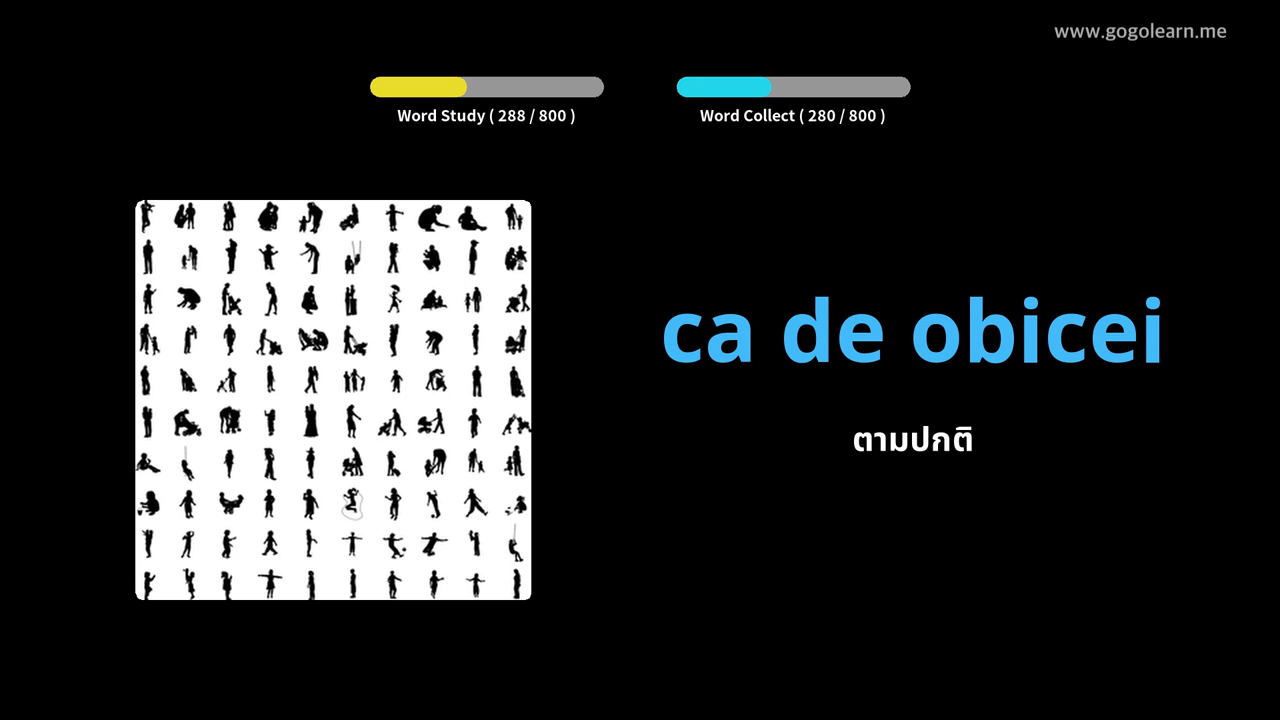 www.gogolearn.me
Word Study ( 288 / 800 )
Word Collect ( 280 / 800 )
ca de obicei
ตามปกติ